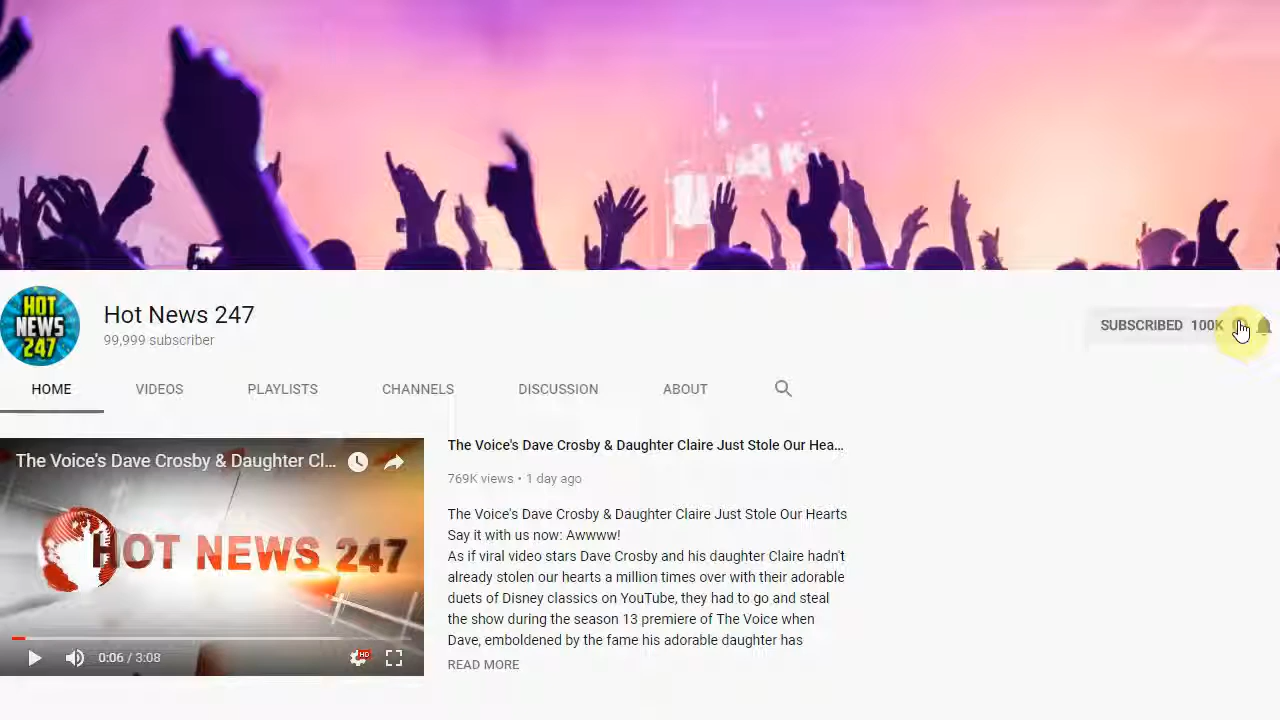 HOT
NEWS
247
Hot News 247
99,999 subscriber
SUBSCRIBED 100K
HOME VIDEOS PLAYLISTS CHANNELS DISCUSSION ABOUT
The Voice's Dave Crosby & Daughter Cl...
HOT NEWS 247
0:06 / 3:08
HD
The Voice's Dave Crosby & Daughter Claire Just Stole Our Hea...
769K views • 1 day ago
The Voice's Dave Crosby & Daughter Claire Just Stole Our Hearts
Say it with us now: Awwww!
As if viral video stars Dave Crosby and his daughter Claire hadn't
already stolen our hearts a million times over with their adorable
duets of Disney classics on YouTube, they had to go and steal
the show during the season 13 premiere of The Voice when
Dave, emboldened by the fame his adorable daughter has
READ MORE